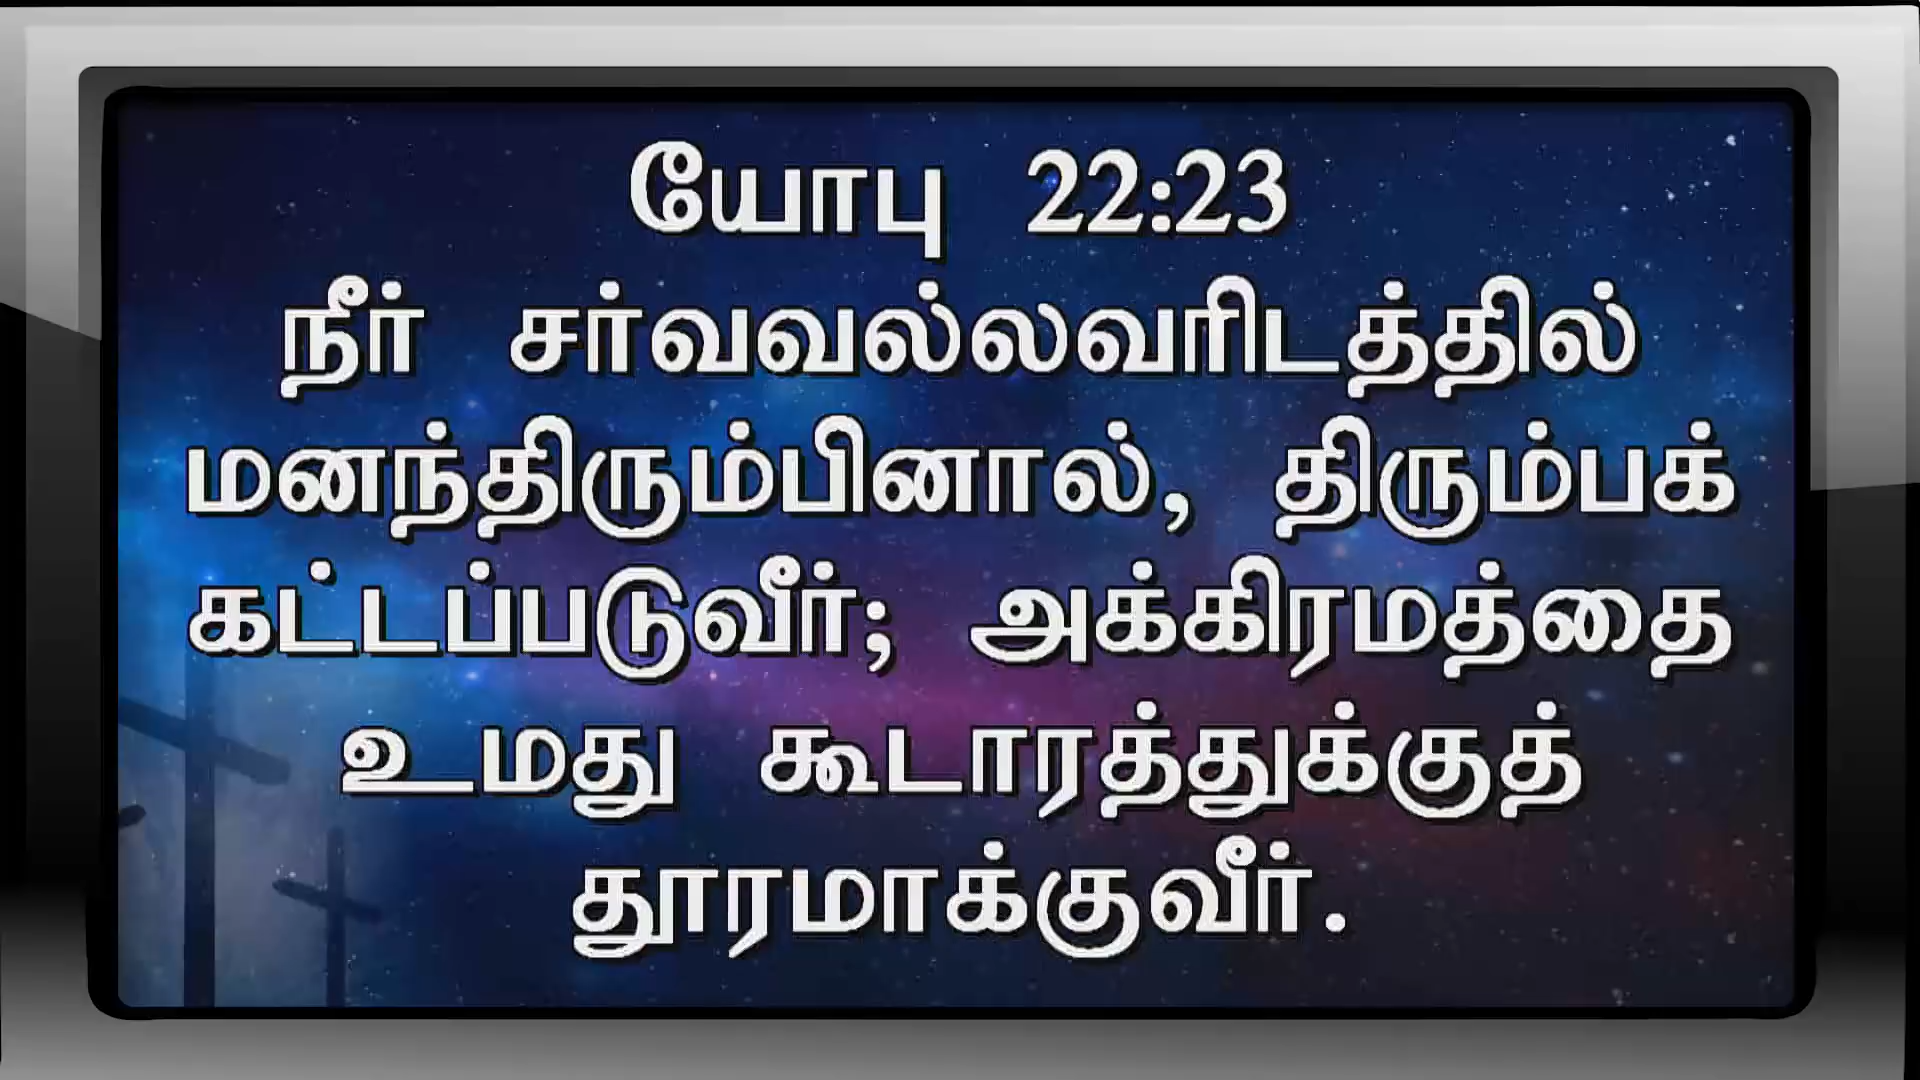 யோபு 22:23
நீர் சர்வவல்லவரிடத்தில்
மனந்திரும்பினால், திரும்பக்
கட்டப்படுவீர்; அக்கிரமத்தை
உமது கூடாரத்துக்குத்
தூரமாக்குவீர்.